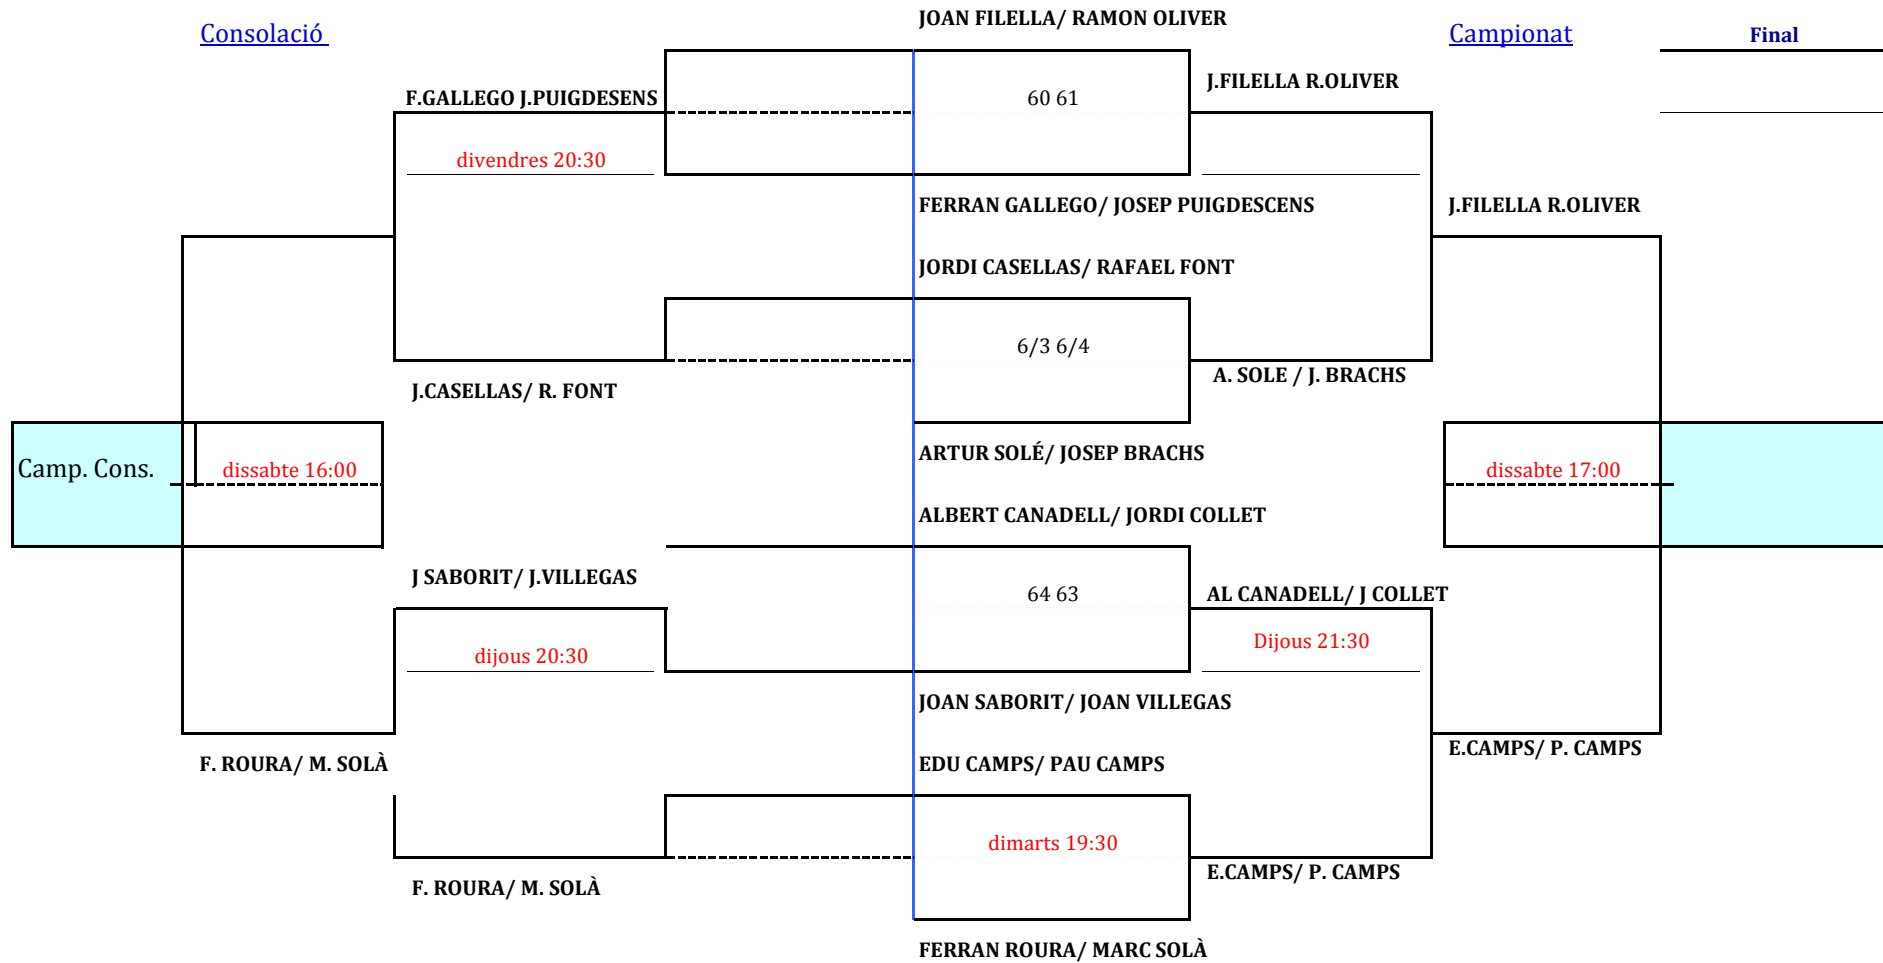 JOAN FILELLA/ RAMON OLIVER
Consolació
Campionat
Final
F.GALLEGO J.PUIGDESENS
60 61
J.FILELLA R.OLIVER
divendres 20:30
FERRAN GALLEGO/ JOSEP PUIGDESCENS
J.FILELLA R.OLIVER
JORDI CASELLAS/ RAFAEL FONT
6/3 6/4
J.CASELLAS/ R. FONT
A. SOLE / J. BRACHS
ARTUR SOLÉ/ JOSEP BRACHS
Camp. Cons.
dissabte 16:00
dissabte 17:00
ALBERT CANADELL/ JORDI COLLET
J SABORIT/ J.VILLEGAS
64 63
AL CANADELL/ J COLLET
dijous 20:30
Dijous 21:30
JOAN SABORIT/ JOAN VILLEGAS
F. ROURA/ M. SOLÀ
EDU CAMPS/ PAU CAMPS
E.CAMPS/ P. CAMPS
dimarts 19:30
F. ROURA/ M. SOLÀ
E.CAMPS/ P. CAMPS
FERRAN ROURA/ MARC SOLÀ